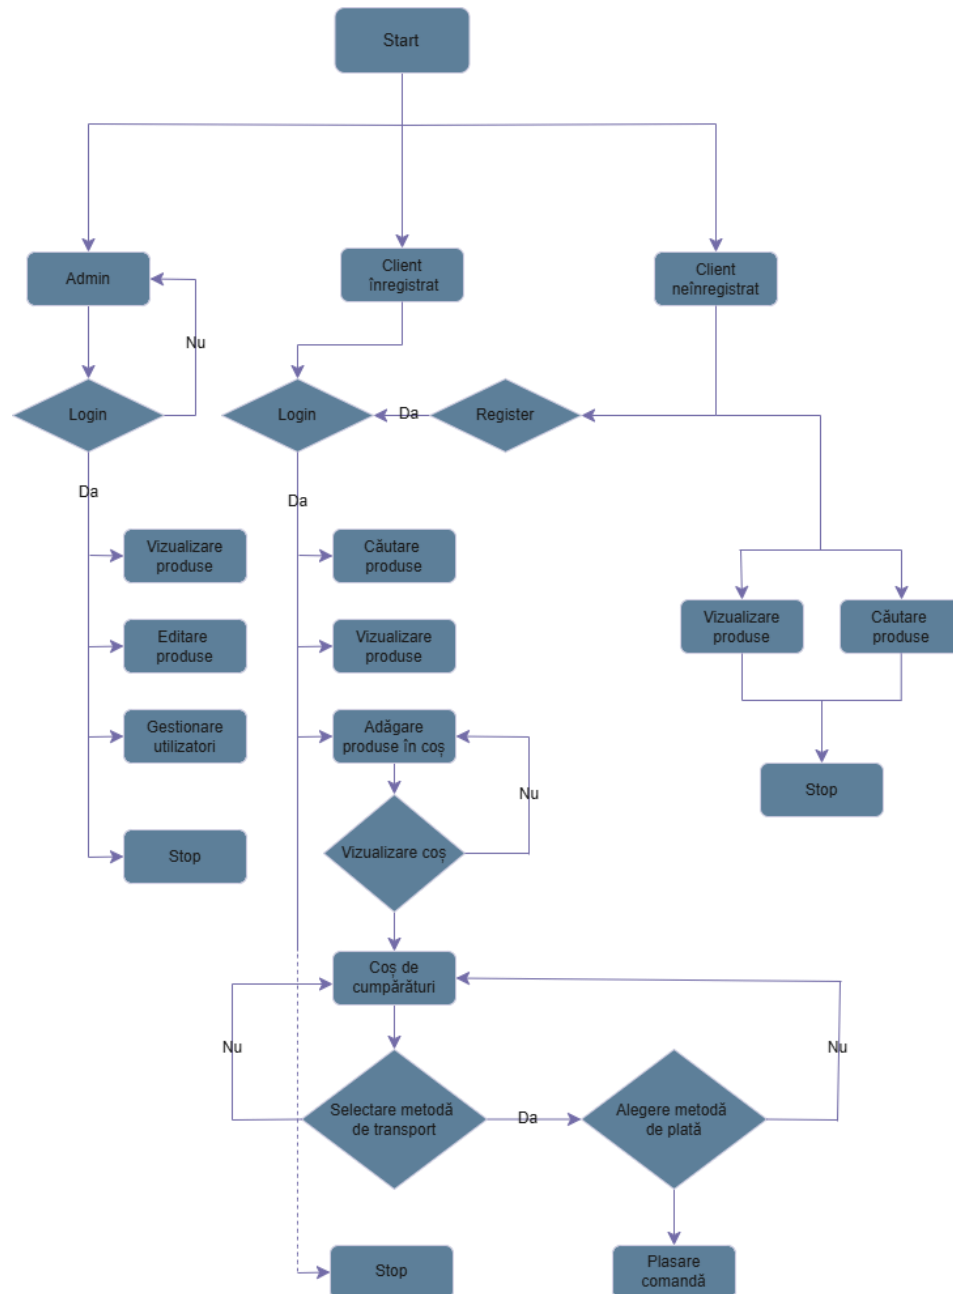 Start
Admin
Client
înregistrat
Client
neînregistrat
Nu
Login
Login
Da
Register
Da
Da
Vizualizare
produse
Căutare
produse
Vizualizare
produse
Căutare
produse
Editare
produse
Vizualizare
produse
Gestionare
utilizatori
Adăgare
produse în coș
Nu
Stop
Stop
Vizualizare coș
Coș de
cumpărături
Nu
Nu
Selectare metodă
de transport
Da
Alegere metodă
de plată
Stop
Plasare
comandă